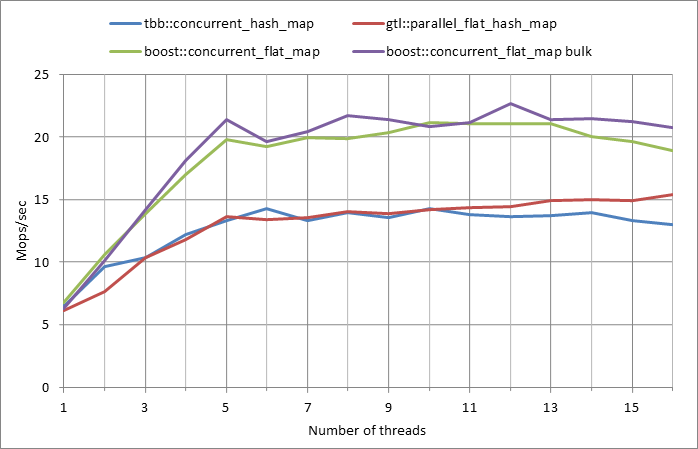 tbb::concurrent_hash_map gtl::parallel_flat_hash_map
boost::concurrent_flat_map boost::concurrent_flat_map bulk
25
20
15
10
5
0
Mops/sec
1 3 5 7 9 11 13 15
Number of threads